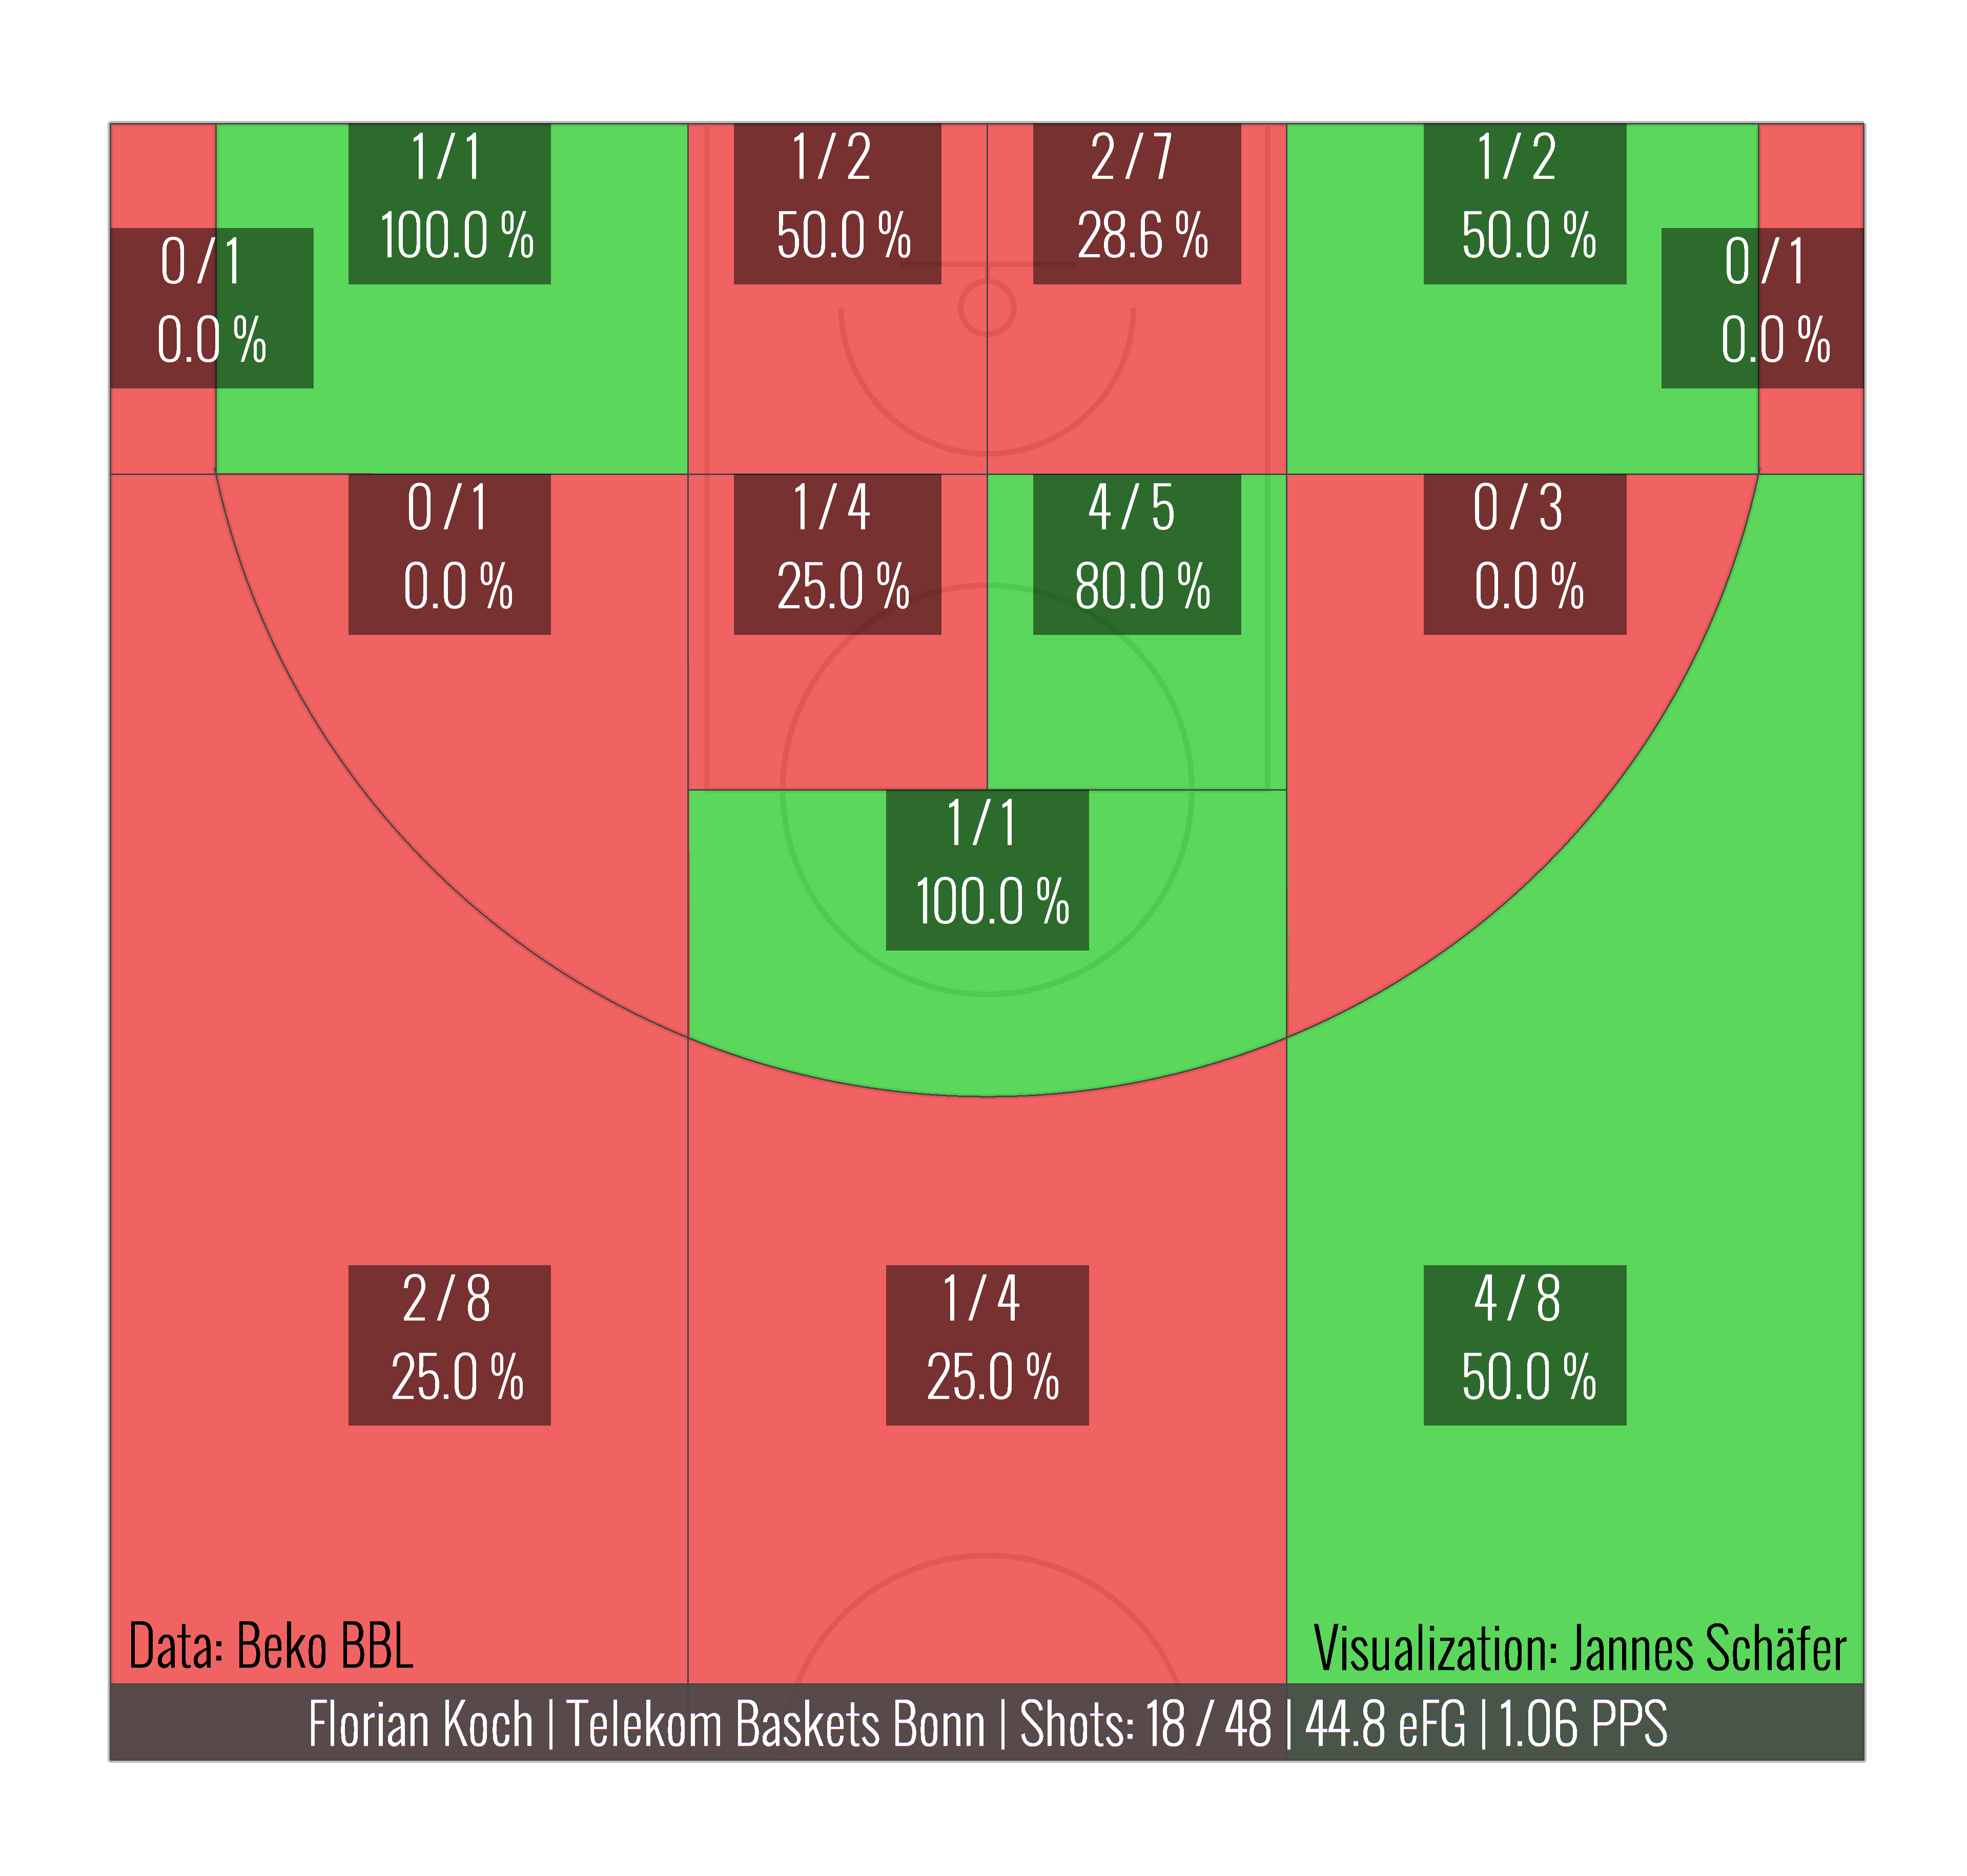 1 / 1
100.0 %
1 / 2
50.0 %
2 / 7
28.6 %
1 / 2
50.0 %
0 / 1
0.0 %
0 / 1
0.0 %
0 / 1
0.0 %
1 / 4
25.0 %
4 / 5
80.0 %
0 / 3
0.0 %
1 / 1
100.0 %
2 / 8
25.0 %
1 / 4
25.0 %
4 / 8
50.0 %
Data: Beko BBL
Visualization: Jannes Schäfer
Florian Koch | Telekom Baskets Bonn | Shots: 18 / 48 | 44.8 eFG | 1.06 PPS